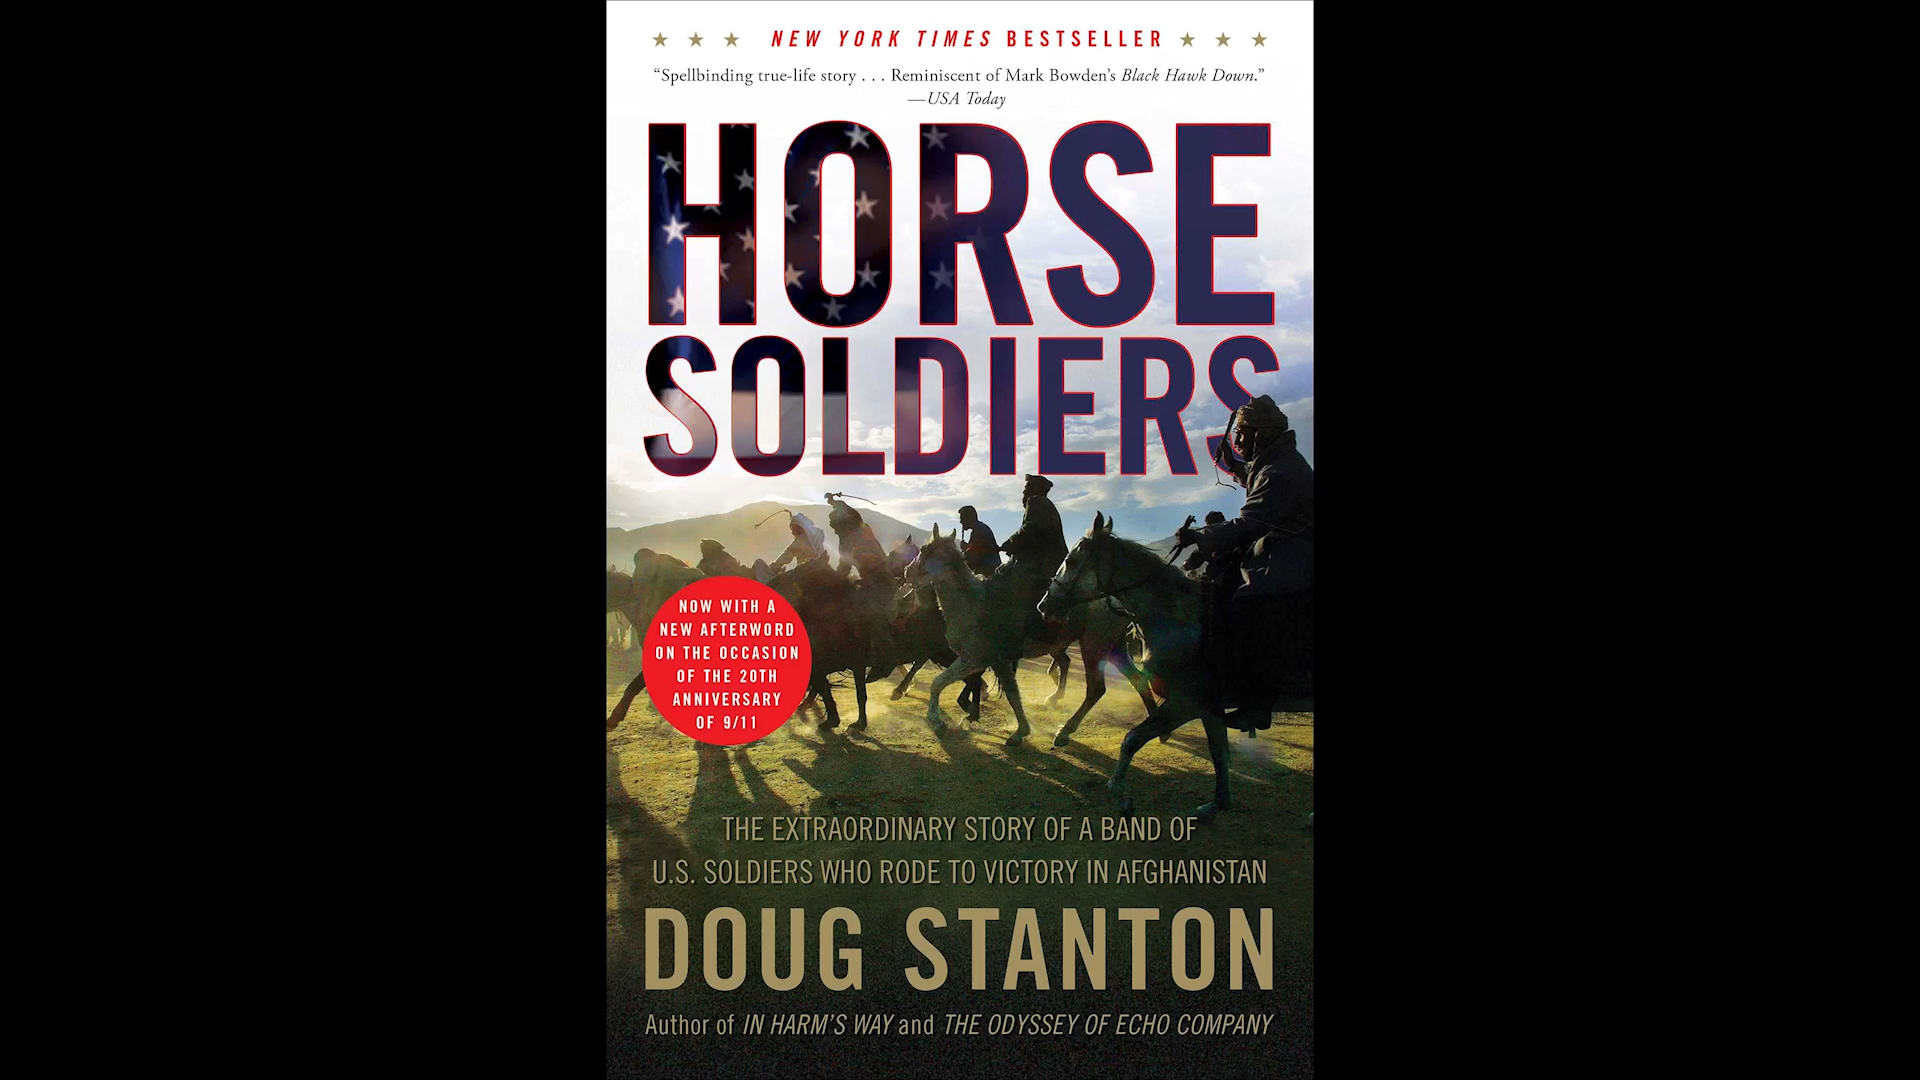 NEW YORK TIMES BESTSELLER
“Spellbinding true-life story . . . Reminiscent of Mark Bowden’s Black Hawk Down.”
—USA Today
HORSE
SOLDIERS
NOW WITH A
NEW AFTERWORD
ON THE OCCASION
OF THE 20TH
ANNIVERSARY
OF 9/11
THE EXTRAORDINARY STORY OF A BAND OF
U.S. SOLDIERS WHO RODE TO VICTORY IN AFGHANISTAN
DOUG STANTON
Author of IN HARM’S WAY and THE ODYSSEY OF ECHO COMPANY